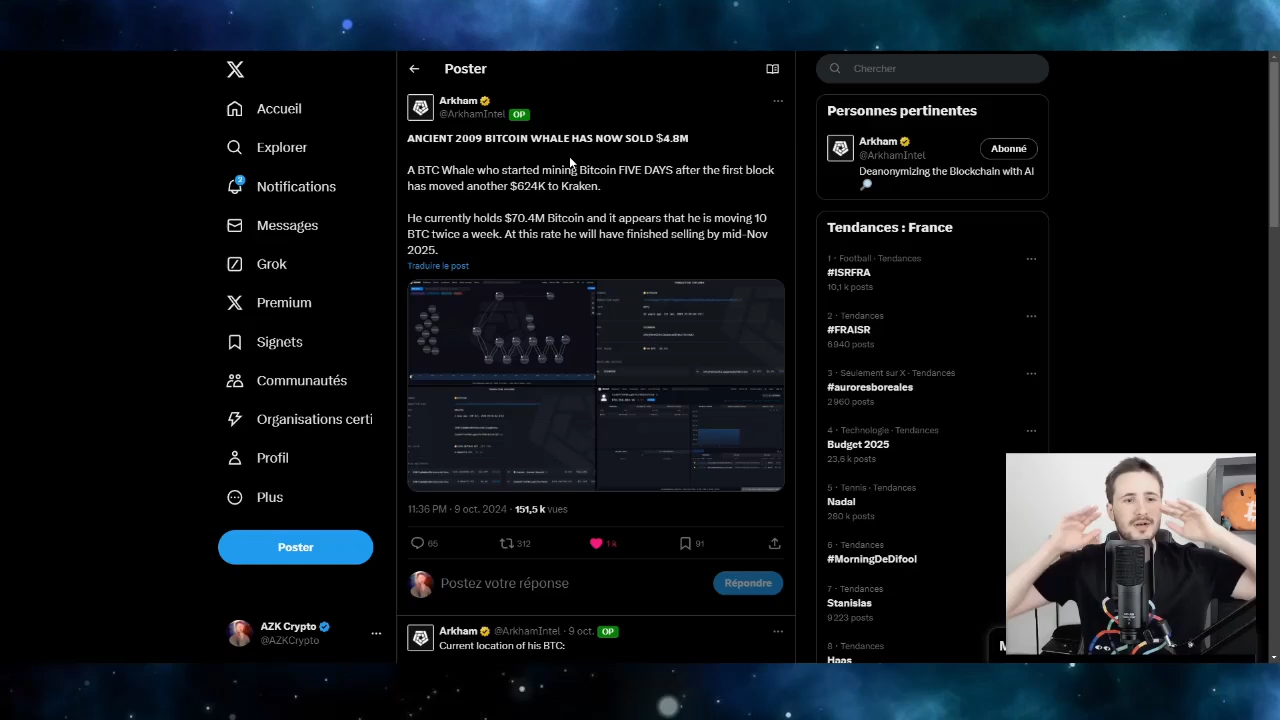 Accueil
Explorer
2
Notifications
Messages
Grok
Premium
Signets
Communautés
Organisations certi
Profil
Plus
Poster
AZK Crypto
@AZKCrypto
Poster
Arkham
@ArkhamIntel OP
ANCIENT 2009 BITCOIN WHALE HAS NOW SOLD $4.8M
A BTC Whale who started mining Bitcoin FIVE DAYS after the first block
has moved another $624K to Kraken.
He currently holds $70.4M Bitcoin and it appears that he is moving 10
BTC twice a week. At this rate he will have finished selling by mid-Nov
2025.
Traduire le post
11:36 PM · 9 oct. 2024 · 151,5 k vues
65 312 1 k 91
Postez votre réponse
Répondre
Arkham @ArkhamIntel · 9 oct. OP
Current location of his BTC:
Chercher
Personnes pertinentes
Arkham
@ArkhamIntel
Abonné
Deanonymizing the Blockchain with AI
Tendances : France
1 · Football · Tendances
#ISRFRA
10,1 k posts
2 · Tendances
#FRAISR
6 940 posts
3 · Seulement sur X · Tendances
#auroresboreales
2 960 posts
4 · Technologie · Tendances
Budget 2025
23,6 k posts
5 · Tennis · Tendances
Nadal
280 k posts
6 · Tendances
#MorningDeDifool
7 · Tendances
Stanislas
9 223 posts
8 · Tendances
Haas
M